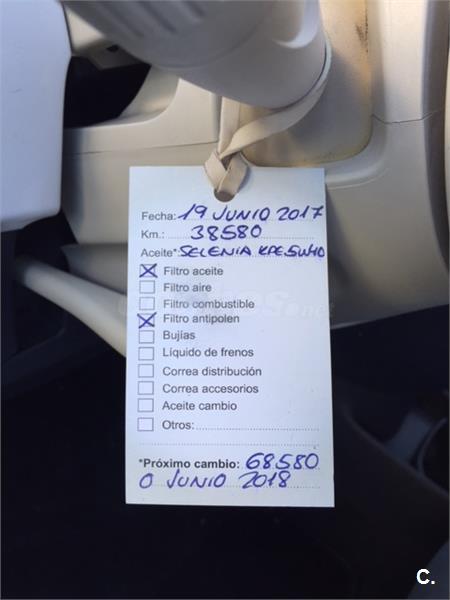 Fecha: 19 JUNIO 2017
Km.: 38580
Aceite*: SELENIA KPE.5W40
Filtro aceite
Filtro aire
Filtro combustible
Filtro antipolen
Bujías
Líquido de frenos
Correa distribución
Correa accesorios
Aceite cambio
Otros:
*Próximo cambio: 68580
O JUNIO 2018
C.